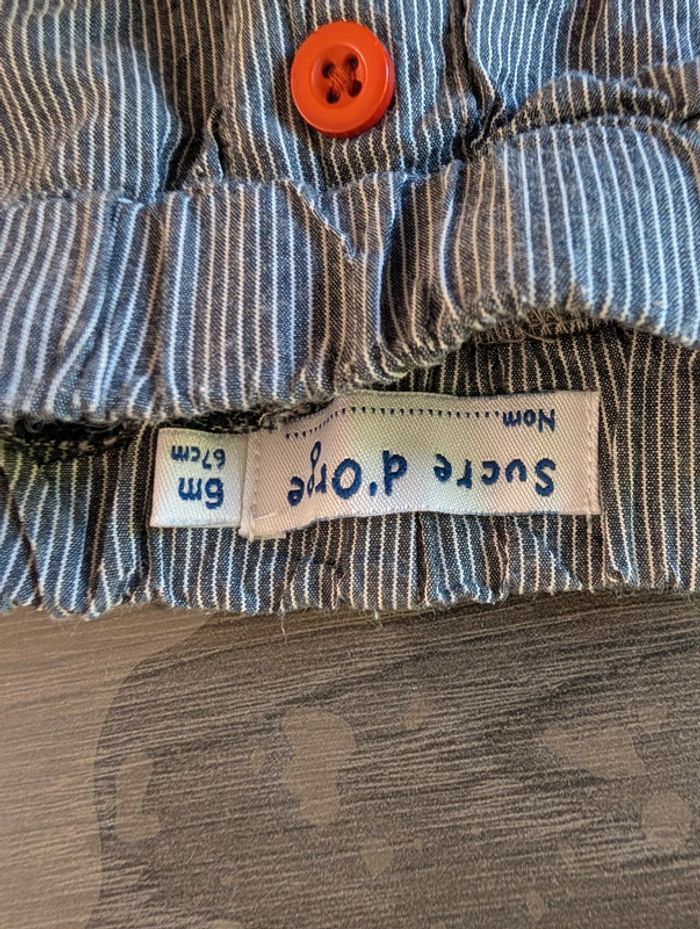 Nom..............................
Sucre d'Orge
6m
67cm